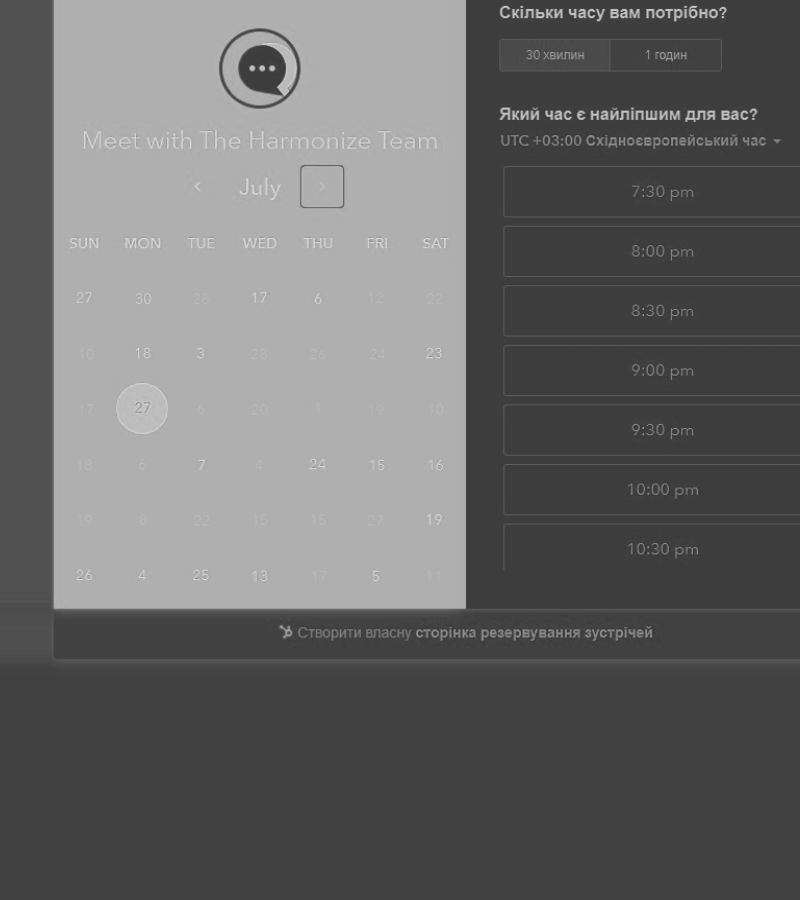 Meet with The Harmonize Team
July
SUN MON TUE WED THU FRI SAT
27 30 28 17 6 12 22
10 18 3 28 26 24 23
17 27 6 20 1 19 10
18 6 7 4 24 15 16
19 8 22 15 15 27 19
26 4 25 13 17 5 11
Скільки часу вам потрібно?
30 хвилин 1 годин
Який час є найліпшим для вас?
UTC +03:00 Східноєвропейський час
7:30 pm
8:00 pm
8:30 pm
9:00 pm
9:30 pm
10:00 pm
10:30 pm
Створити власну сторінка резервування зустрічей